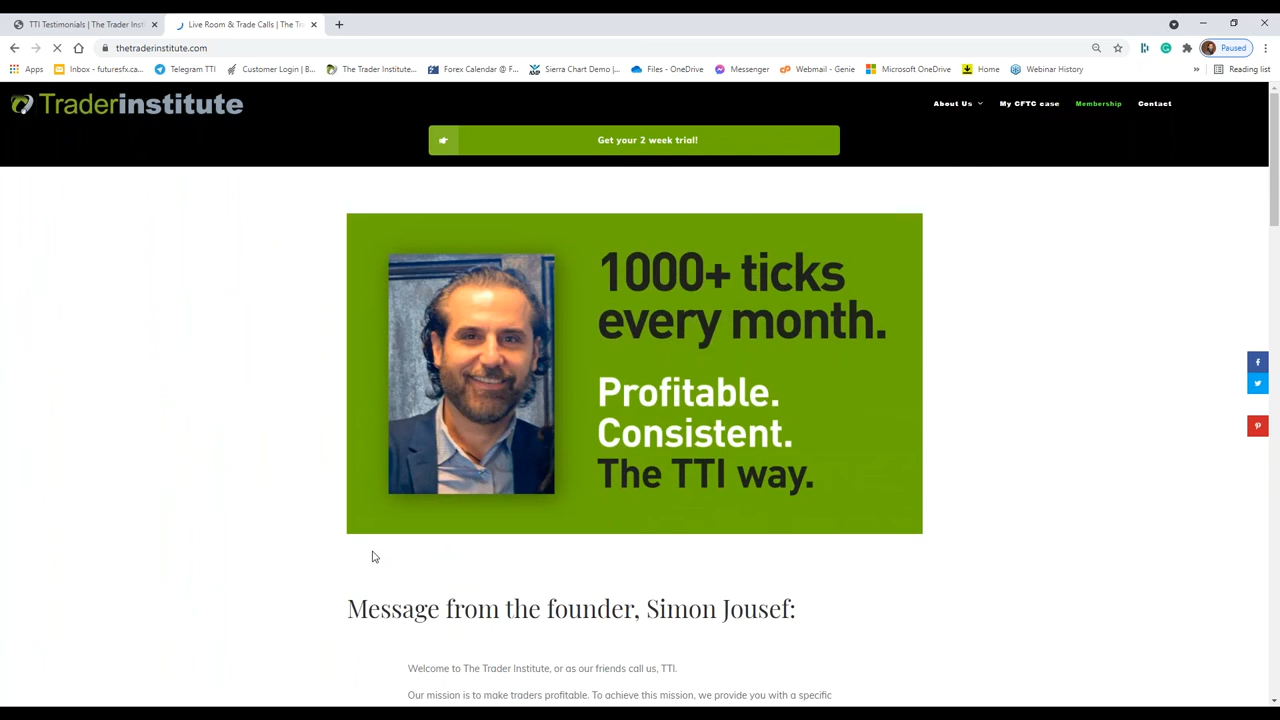 TTI Testimonials | The Trader Inst
Live Room & Trade Calls | The Tra
thetraderinstitute.com
Paused
Apps
Inbox - futuresfx.ca...
Telegram TTI
Customer Login | B...
The Trader Institute...
Forex Calendar @ F...
Sierra Chart Demo |...
Files - OneDrive
Messenger
Webmail - Genie
Microsoft OneDrive
Home
Webinar History
Reading list
Traderinstitute
About Us
My CFTC case
Membership
Contact
Get your 2 week trial!
1000+ ticks
every month.
Profitable.
Consistent.
The TTI way.
Message from the founder, Simon Jousef:
Welcome to The Trader Institute, or as our friends call us, TTI.
Our mission is to make traders profitable. To achieve this mission, we provide you with a specific